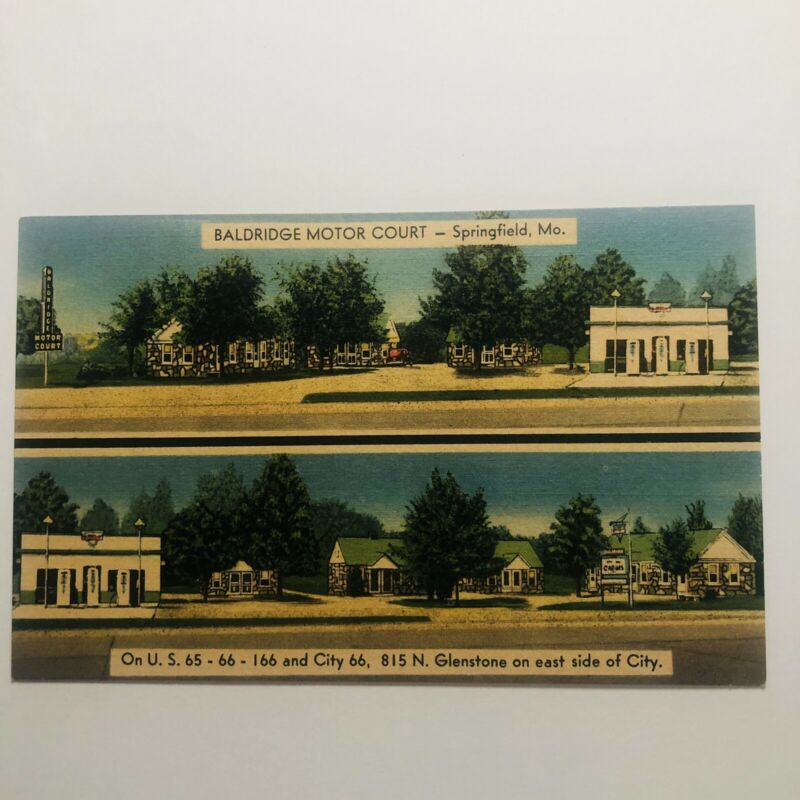 BALDRIDGE MOTOR COURT — Springfield, Mo.
BALDRIDGE
MOTOR
COURT
CABINS
On U. S. 65 - 66 - 166 and City 66, 815 N. Glenstone on east side of City.